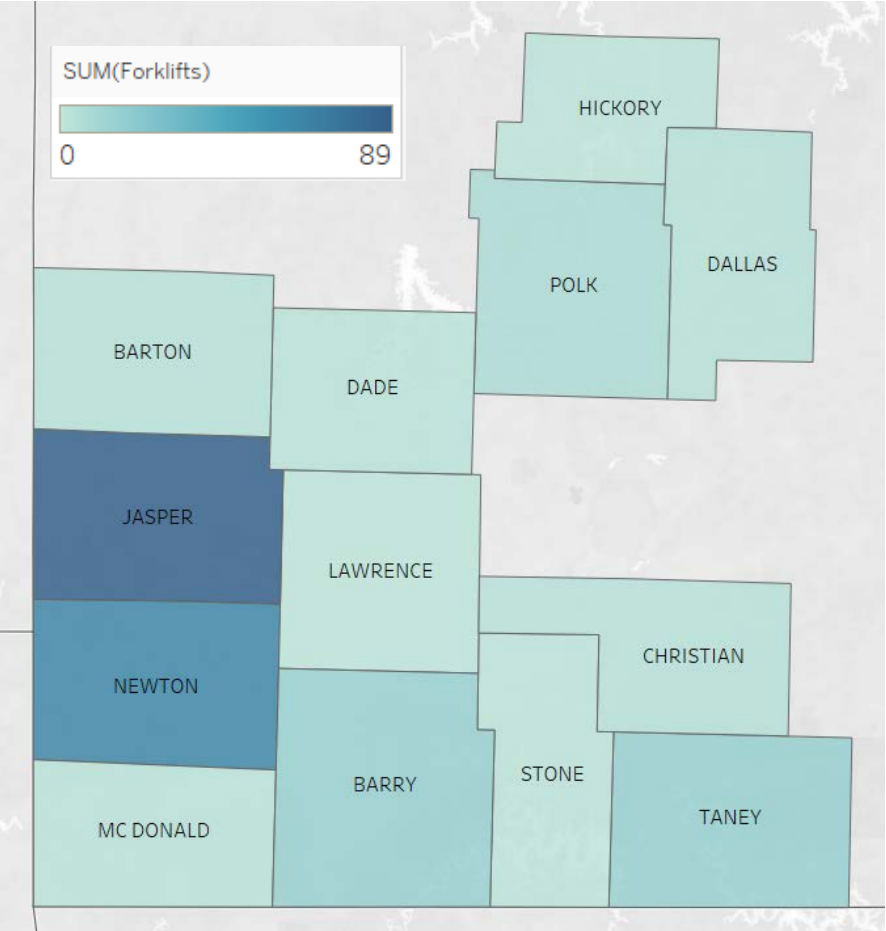 SUM(Forklifts)
0 89
HICKORY
DALLAS
POLK
BARTON
DADE
JASPER
LAWRENCE
CHRISTIAN
NEWTON
STONE
BARRY
TANEY
MC DONALD